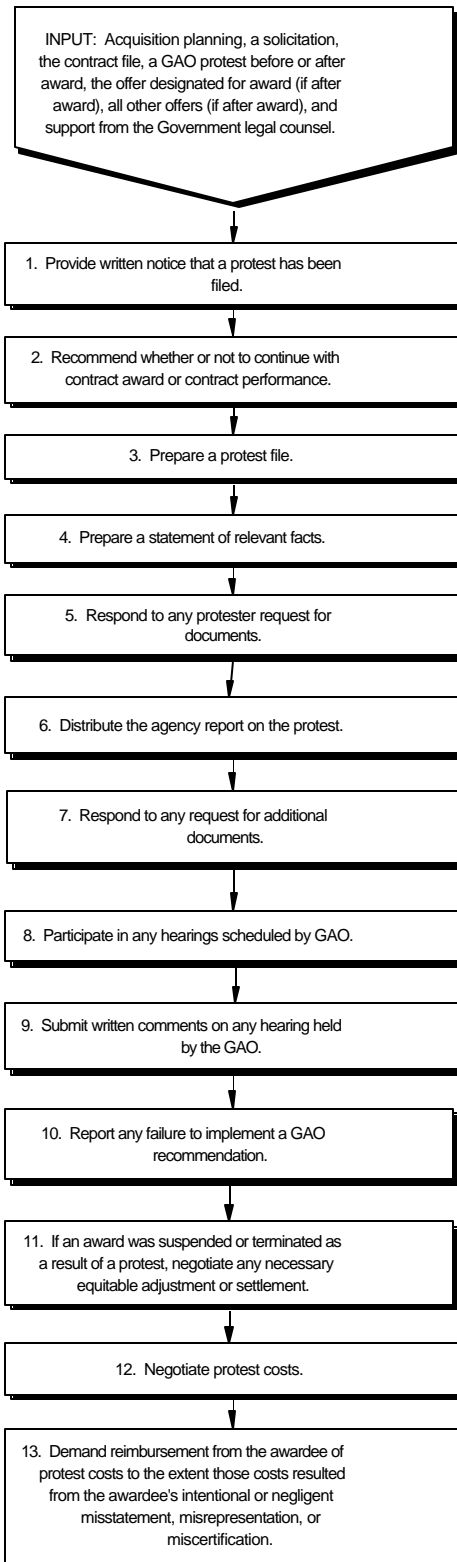 INPUT: Acquisition planning, a solicitation,
the contract file, a GAO protest before or after
award, the offer designated for award (if after
award), all other offers (if after award), and
support from the Government legal counsel.
1. Provide written notice that a protest has been
filed.
2. Recommend whether or not to continue with
contract award or contract performance.
3. Prepare a protest file.
4. Prepare a statement of relevant facts.
5. Respond to any protester request for
documents.
6. Distribute the agency report on the protest.
7. Respond to any request for additional
documents.
8. Participate in any hearings scheduled by GAO.
9. Submit written comments on any hearing held
by the GAO.
10. Report any failure to implement a GAO
recommendation.
11. If an award was suspended or terminated as
a result of a protest, negotiate any necessary
equitable adjustment or settlement.
12. Negotiate protest costs.
13. Demand reimbursement from the awardee of
protest costs to the extent those costs resulted
from the awardee's intentional or negligent
misstatement, misrepresentation, or
miscertification.